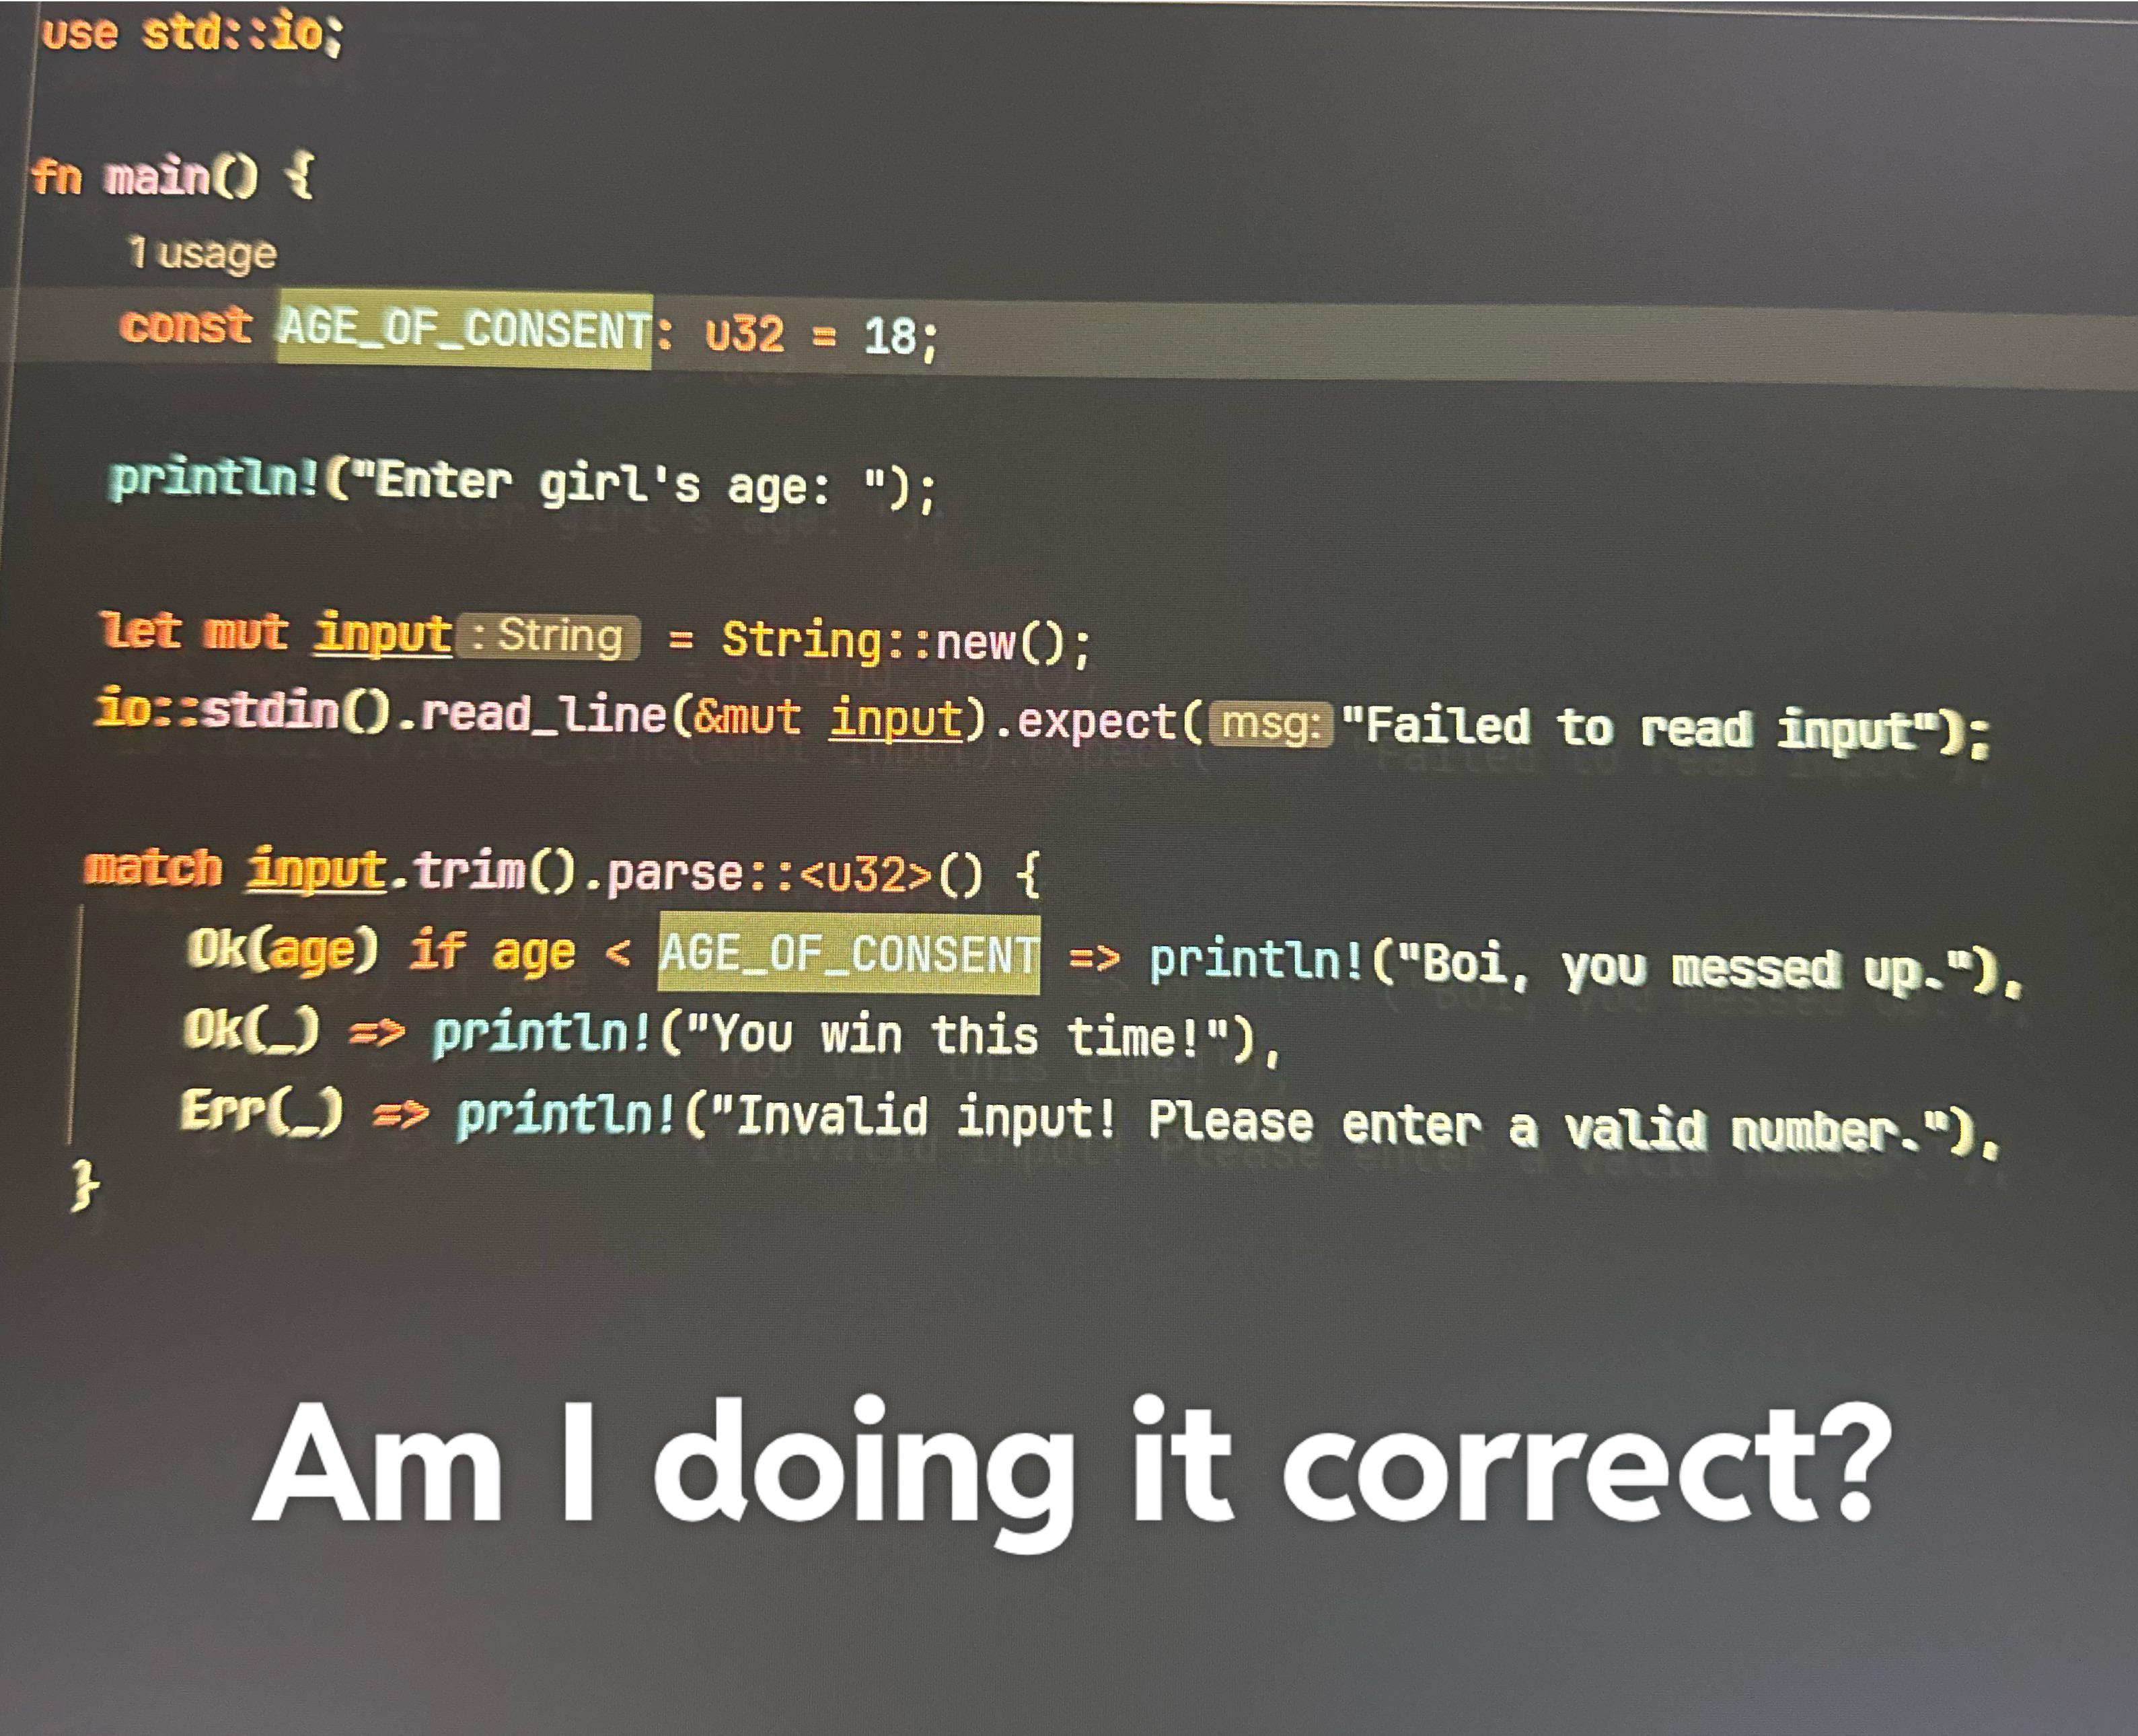 use std::io;
fn main() {
1 usage
const AGE_OF_CONSENT: u32 = 18;
println!("Enter girl's age: ");
let mut input : String = String::new();
io::stdin().read_line(&mut input).expect( msg: "Failed to read input");
match input.trim().parse::<u32>() {
Ok(age) if age < AGE_OF_CONSENT => println!("Boi, you messed up."),
Ok(_) => println!("You win this time!"),
Err(_) => println!("Invalid input! Please enter a valid number."),
}
Am I doing it correct?